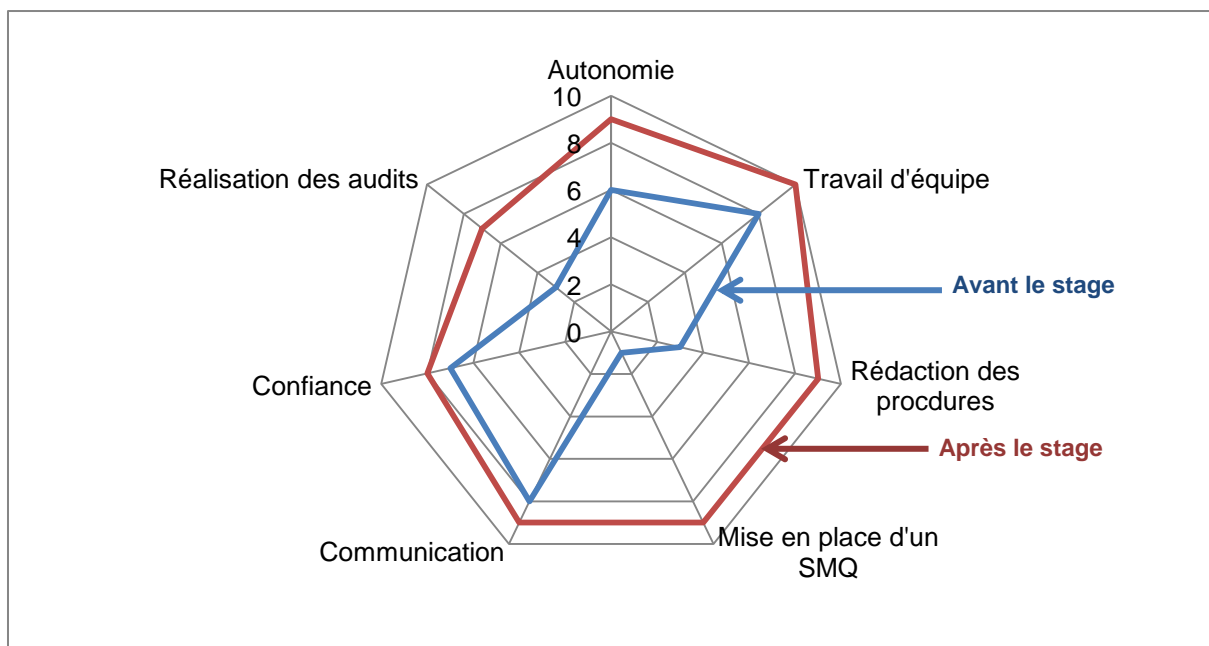 Autonomie
10
8
6
4
2
0
Réalisation des audits
Travail d'équipe
Avant le stage
Rédaction des
procdures
Confiance
Après le stage
Communication
Mise en place d'un
SMQ